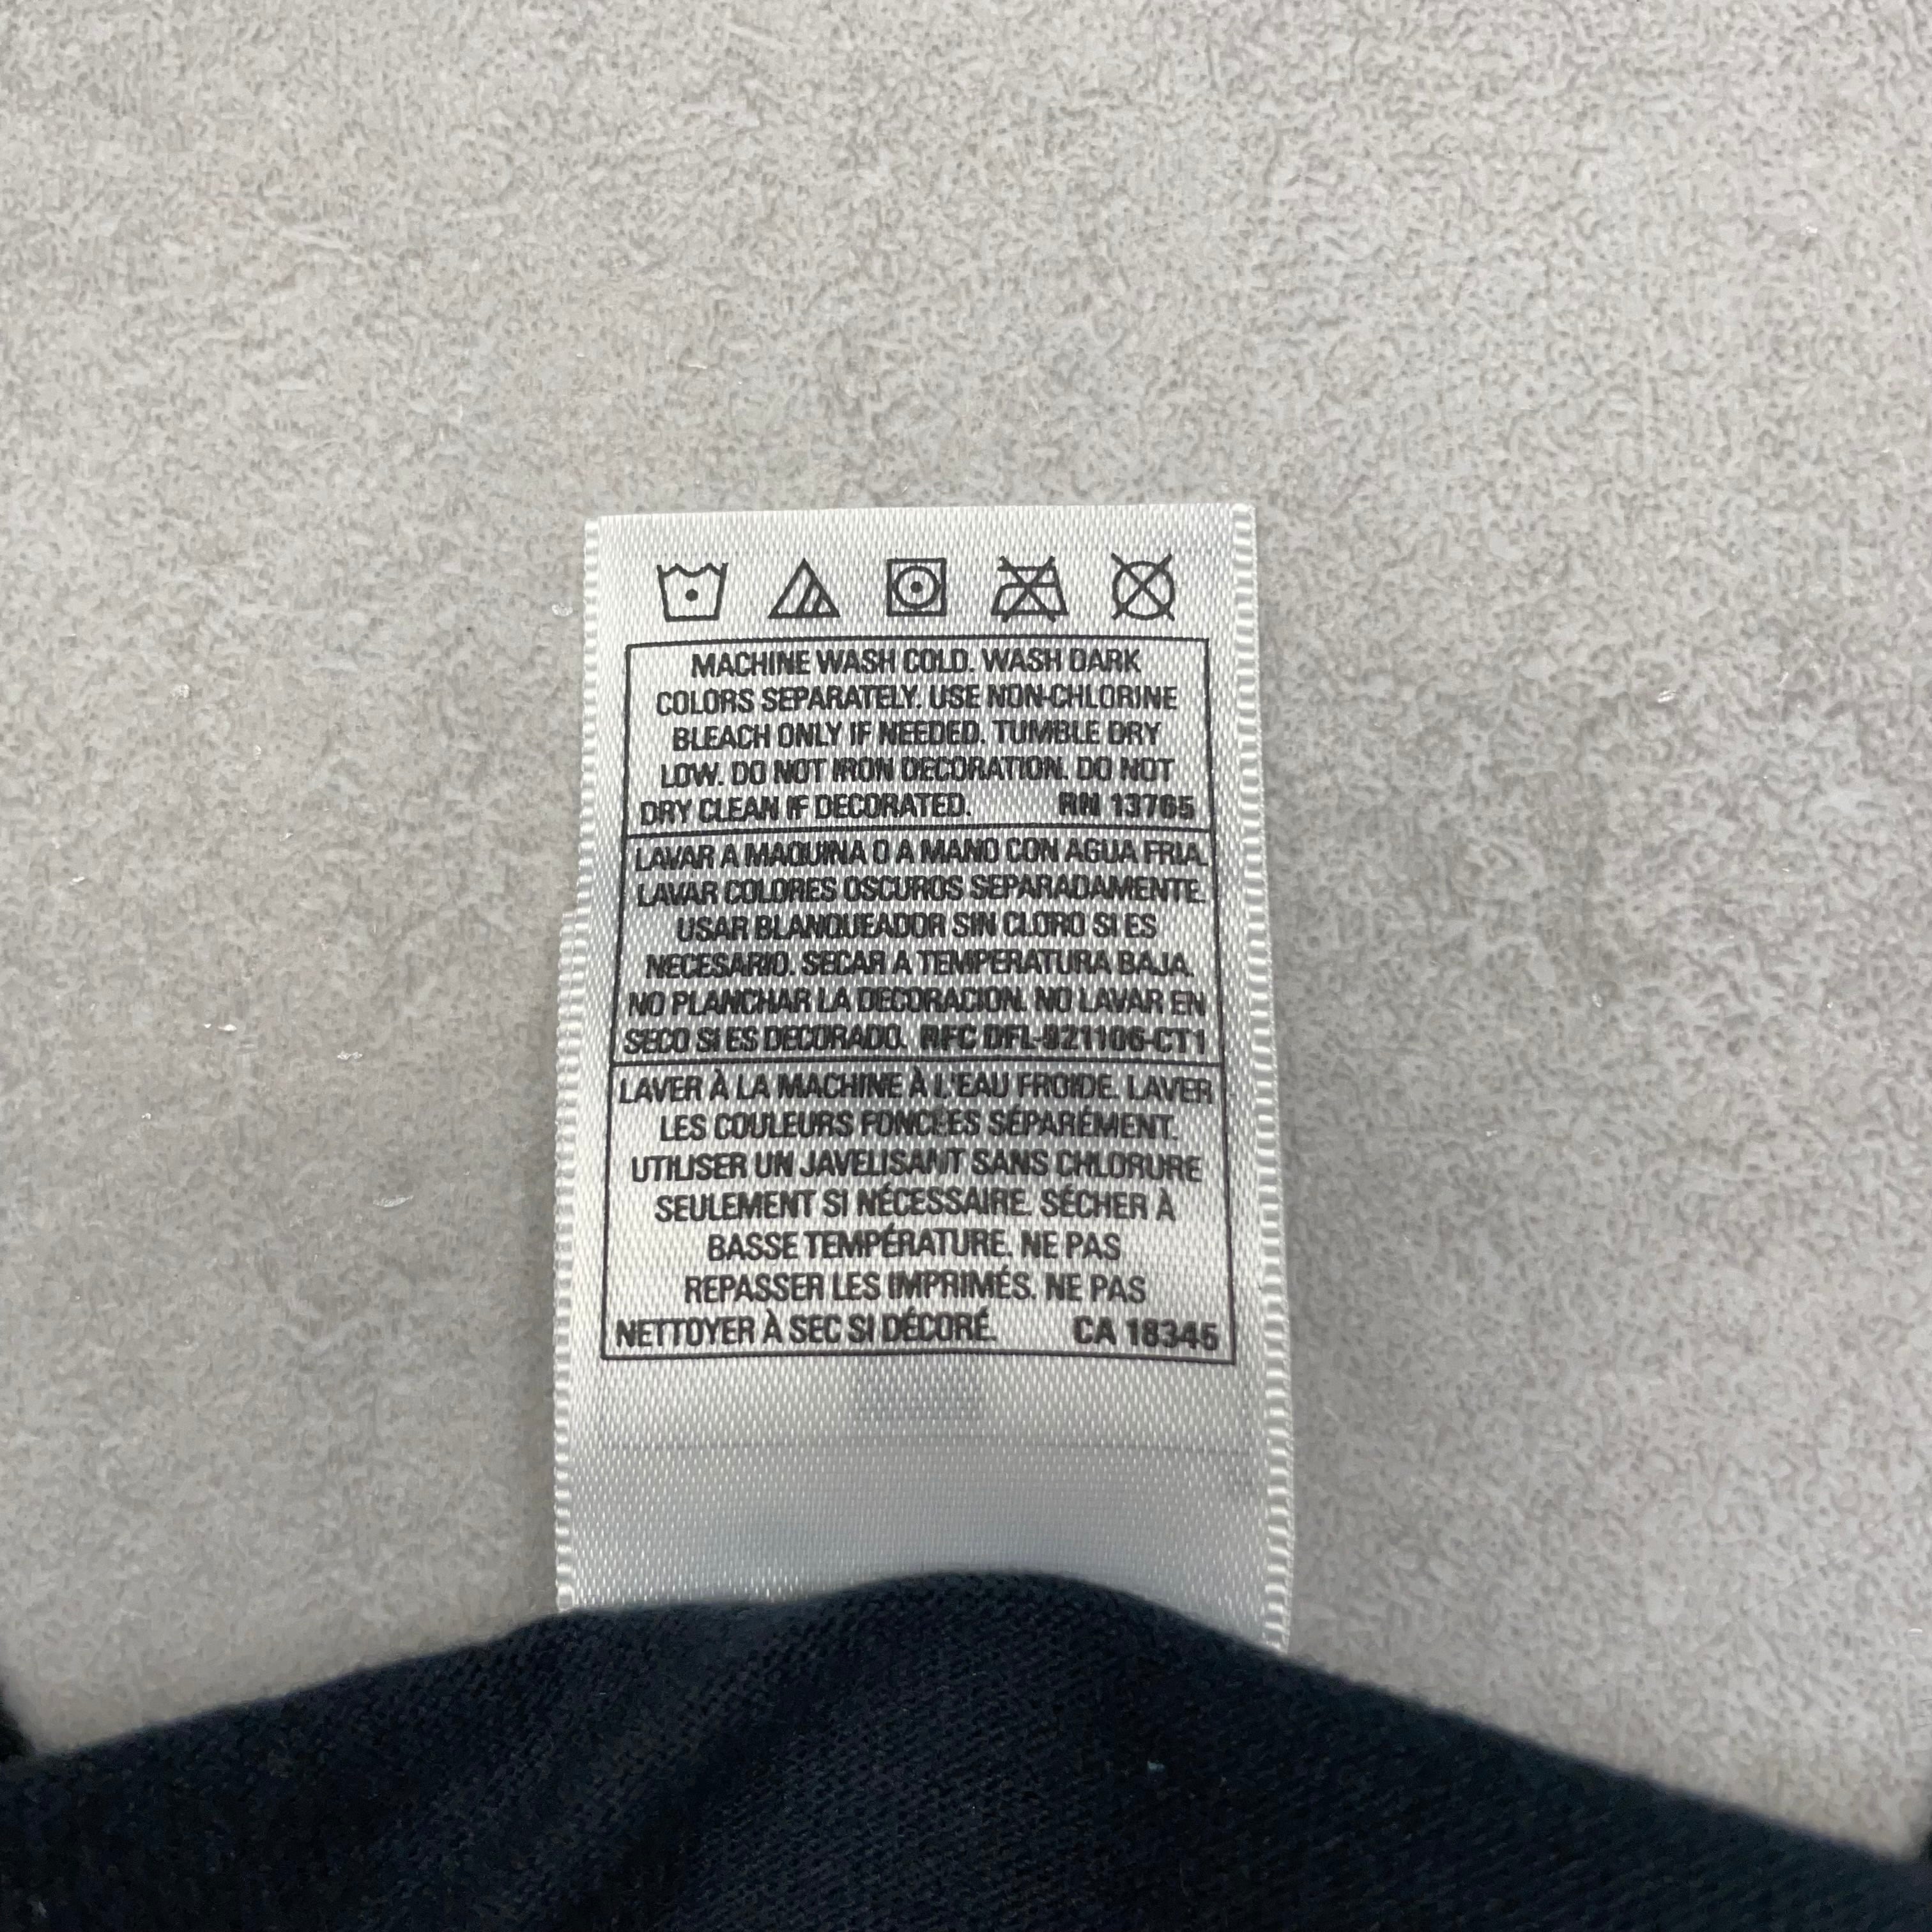 MACHINE WASH COLD. WASH DARK
COLORS SEPARATELY. USE NON-CHLORINE
BLEACH ONLY IF NEEDED. TUMBLE DRY
LOW. DO NOT IRON DECORATION. DO NOT
DRY CLEAN IF DECORATED. RN 13765
LAVAR A MAQUINA O A MANO CON AGUA FRIA.
LAVAR COLORES OSCUROS SEPARADAMENTE.
USAR BLANQUEADOR SIN CLORO SI ES
NECESARIO. SECAR A TEMPERATURA BAJA.
NO PLANCHAR LA DECORACION. NO LAVAR EN
SECO SI ES DECORADO. RFC DFL-821106-CT1
LAVER À LA MACHINE À L'EAU FROIDE. LAVER
LES COULEURS FONCÉES SÉPARÉMENT.
UTILISER UN JAVELISANT SANS CHLORURE
SEULEMENT SI NÉCESSAIRE. SÉCHER À
BASSE TEMPÉRATURE. NE PAS
REPASSER LES IMPRIMÉS. NE PAS
NETTOYER À SEC SI DÉCORÉ. CA 18345